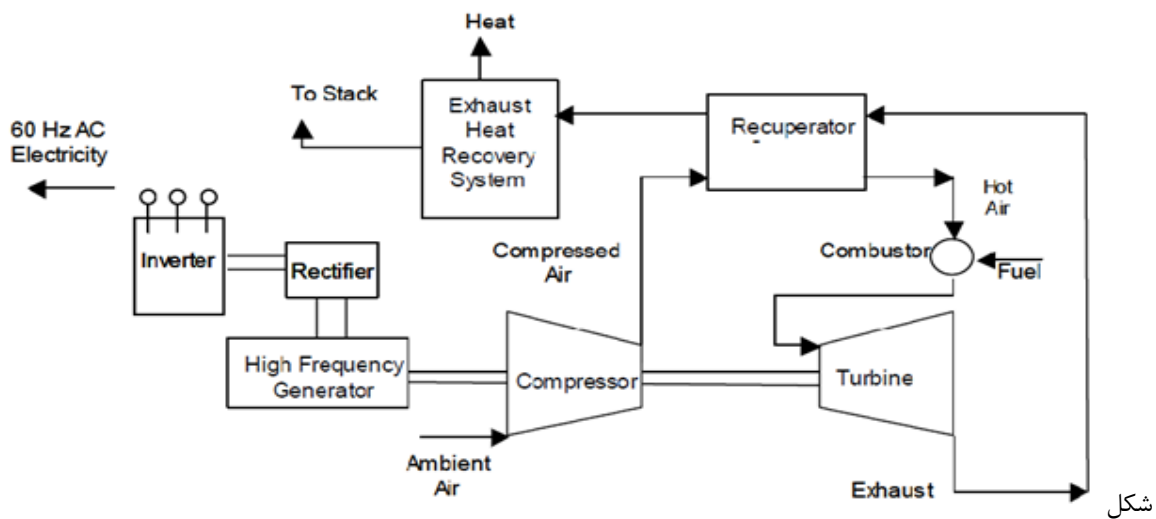 Heat
To Stack
Exhaust
Heat
Recovery
System
Recuperator
60 Hz AC
Electricity
Hot
Air
Compressed
Air
Combustor
Fuel
Inverter
Rectifier
High Frequency
Generator
Compressor
Turbine
Ambient
Air
Exhaust
شکل